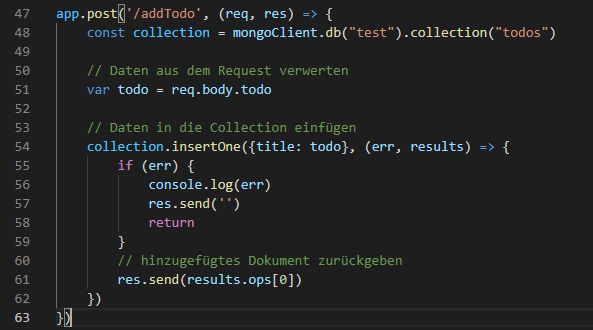 47 app.post('/addTodo', (req, res) => {
48     const collection = mongoClient.db("test").collection("todos")
49
50     // Daten aus dem Request verwerten
51     var todo = req.body.todo
52
53     // Daten in die Collection einfügen
54     collection.insertOne({title: todo}, (err, results) => {
55         if (err) {
56             console.log(err)
57             res.send('')
58             return
59         }
60         // hinzugefügtes Dokument zurückgeben
61         res.send(results.ops[0])
62     })
63 })